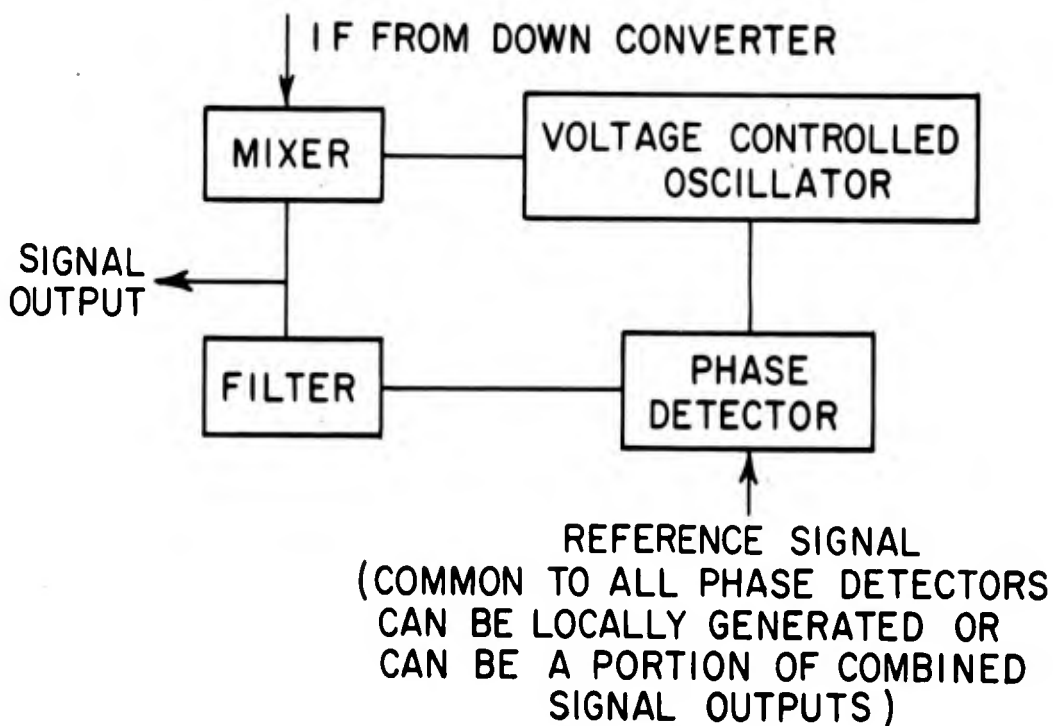 IF FROM DOWN CONVERTER
MIXER
VOLTAGE CONTROLLED
OSCILLATOR
SIGNAL
OUTPUT
FILTER
PHASE
DETECTOR
REFERENCE SIGNAL
(COMMON TO ALL PHASE DETECTORS
CAN BE LOCALLY GENERATED OR
CAN BE A PORTION OF COMBINED
SIGNAL OUTPUTS)